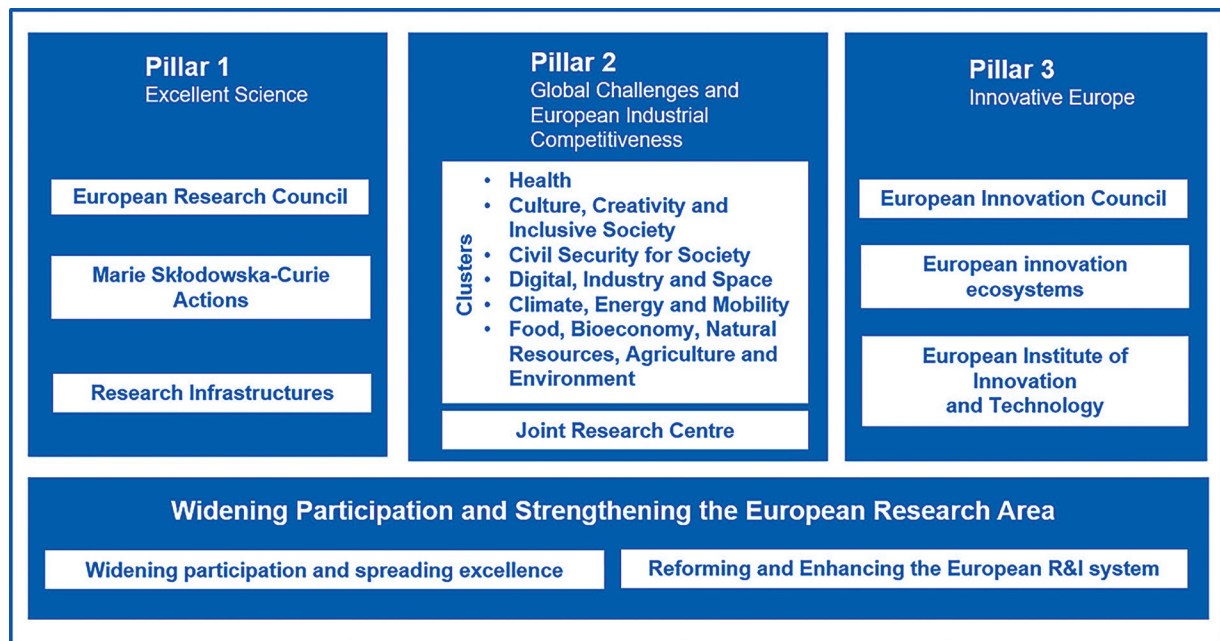 Pillar 1
Excellent Science
European Research Council
Marie Skłodowska-Curie
Actions
Research Infrastructures
Pillar 2
Global Challenges and
European Industrial
Competitiveness
Clusters
• Health
• Culture, Creativity and
Inclusive Society
• Civil Security for Society
• Digital, Industry and Space
• Climate, Energy and Mobility
• Food, Bioeconomy, Natural
Resources, Agriculture and
Environment
Joint Research Centre
Pillar 3
Innovative Europe
European Innovation Council
European innovation
ecosystems
European Institute of
Innovation
and Technology
Widening Participation and Strengthening the European Research Area
Widening participation and spreading excellence
Reforming and Enhancing the European R&I system